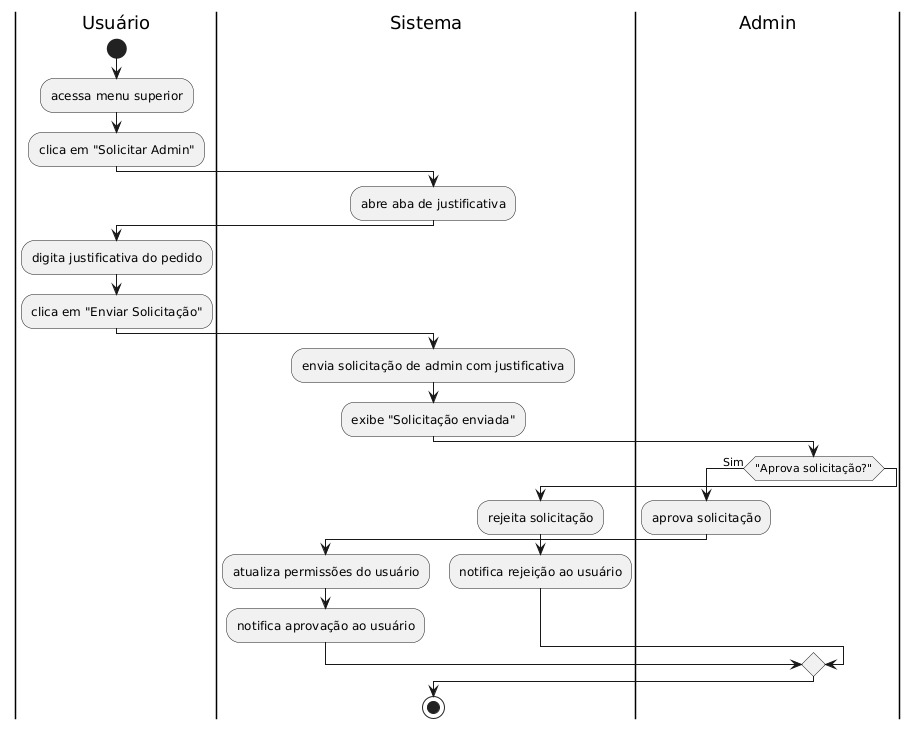 Usuário
Sistema
Admin
acessa menu superior
clica em "Solicitar Admin"
abre aba de justificativa
digita justificativa do pedido
clica em "Enviar Solicitação"
envia solicitação de admin com justificativa
exibe "Solicitação enviada"
Sim
"Aprova solicitação?"
rejeita solicitação
aprova solicitação
atualiza permissões do usuário
notifica rejeição ao usuário
notifica aprovação ao usuário